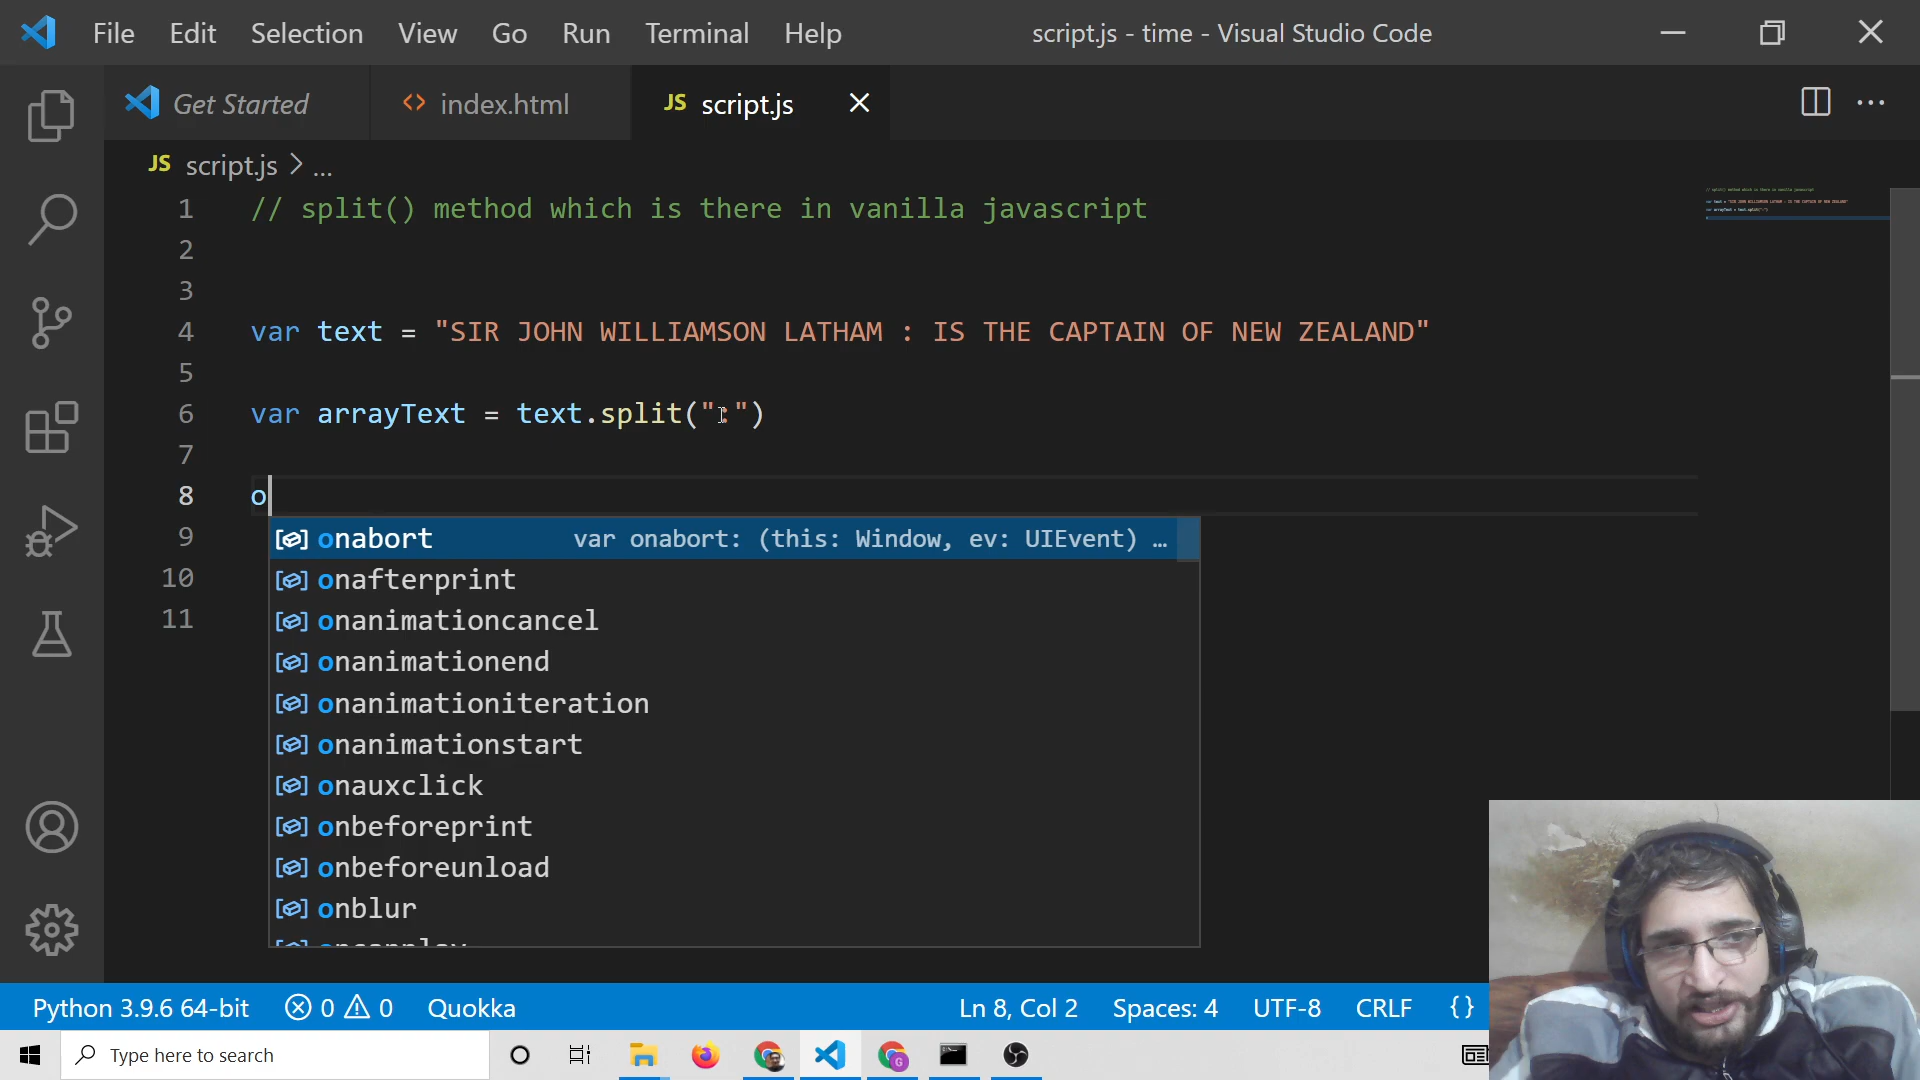 File Edit Selection View Go Run Terminal Help script.js - time - Visual Studio Code
Get Started index.html JS script.js
JS script.js > ...
1 // split() method which is there in vanilla javascript
2
3
4 var text = "SIR JOHN WILLIAMSON LATHAM : IS THE CAPTAIN OF NEW ZEALAND"
5
6 var arrayText = text.split(":")
7
8 o
9 onabort var onabort: (this: Window, ev: UIEvent) …
10 onafterprint
11 onanimationcancel
onanimationend
onanimationiteration
onanimationstart
onauxclick
onbeforeprint
onbeforeunload
onblur
Python 3.9.6 64-bit 0 0 Quokka Ln 8, Col 2 Spaces: 4 UTF-8 CRLF {}
Type here to search